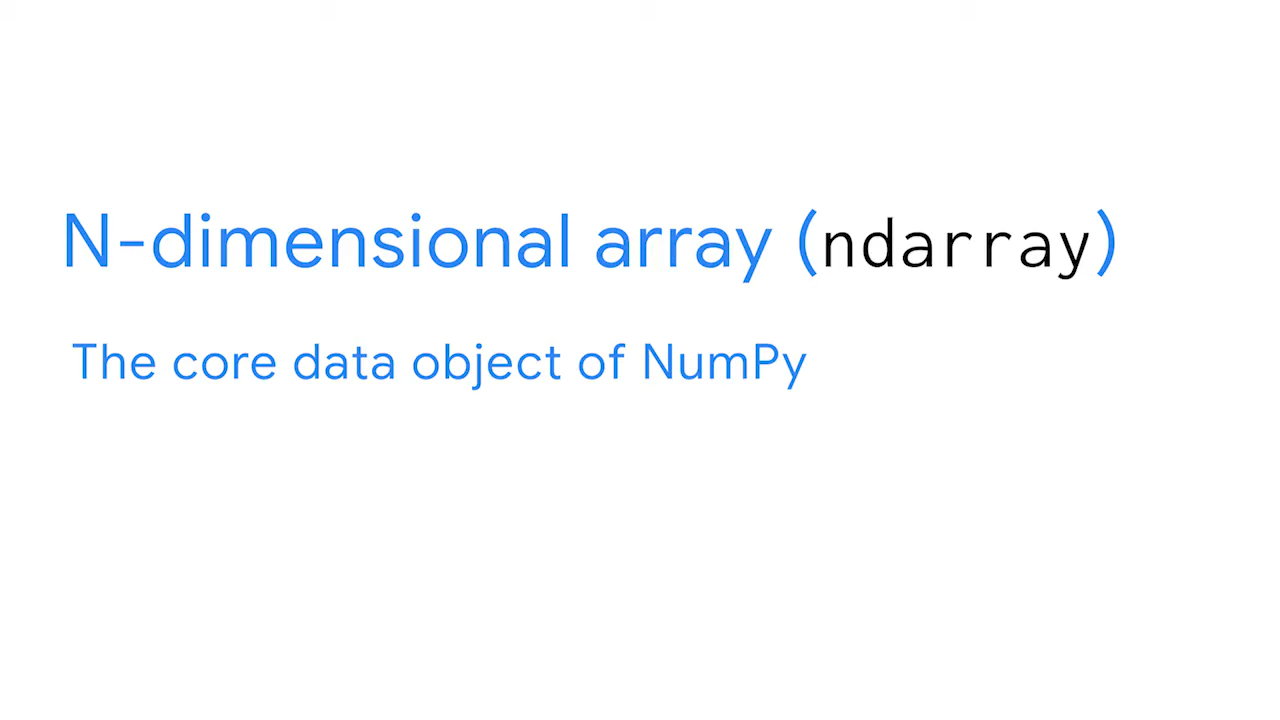 N-dimensional array (ndarray)
The core data object of NumPy